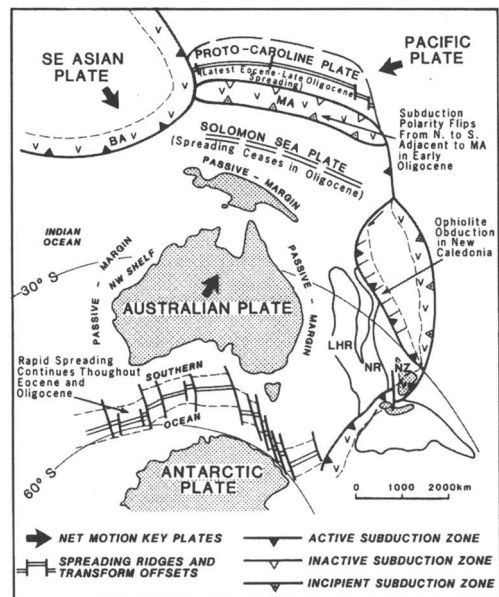 SE ASIAN
PLATE
PACIFIC
PLATE
PROTO-CAROLINE PLATE
(Latest Eocene-Late Oligocene
Spreading)
MA
BA
SOLOMON SEA PLATE
(Spreading Ceases in Oligocene)
Subduction
Polarity Flips
From N. to S.
Adjacent to MA
in Early
Oligocene
PASSIVE - MARGIN
Ophiolite
Obduction
in New
Caledonia
INDIAN
OCEAN
30° S
PASSIVE - MARGIN
NW SHELF
PASSIVE - MARGIN
AUSTRALIAN PLATE
LHR
NR
NZ
Rapid Spreading
Continues Thoughout
Eocene and
Oligocene
SOUTHERN
OCEAN
60° S
ANTARCTIC
PLATE
0 1000 2000km
NET MOTION KEY PLATES
SPREADING RIDGES AND
TRANSFORM OFFSETS
ACTIVE SUBDUCTION ZONE
INACTIVE SUBDUCTION ZONE
INCIPIENT SUBDUCTION ZONE